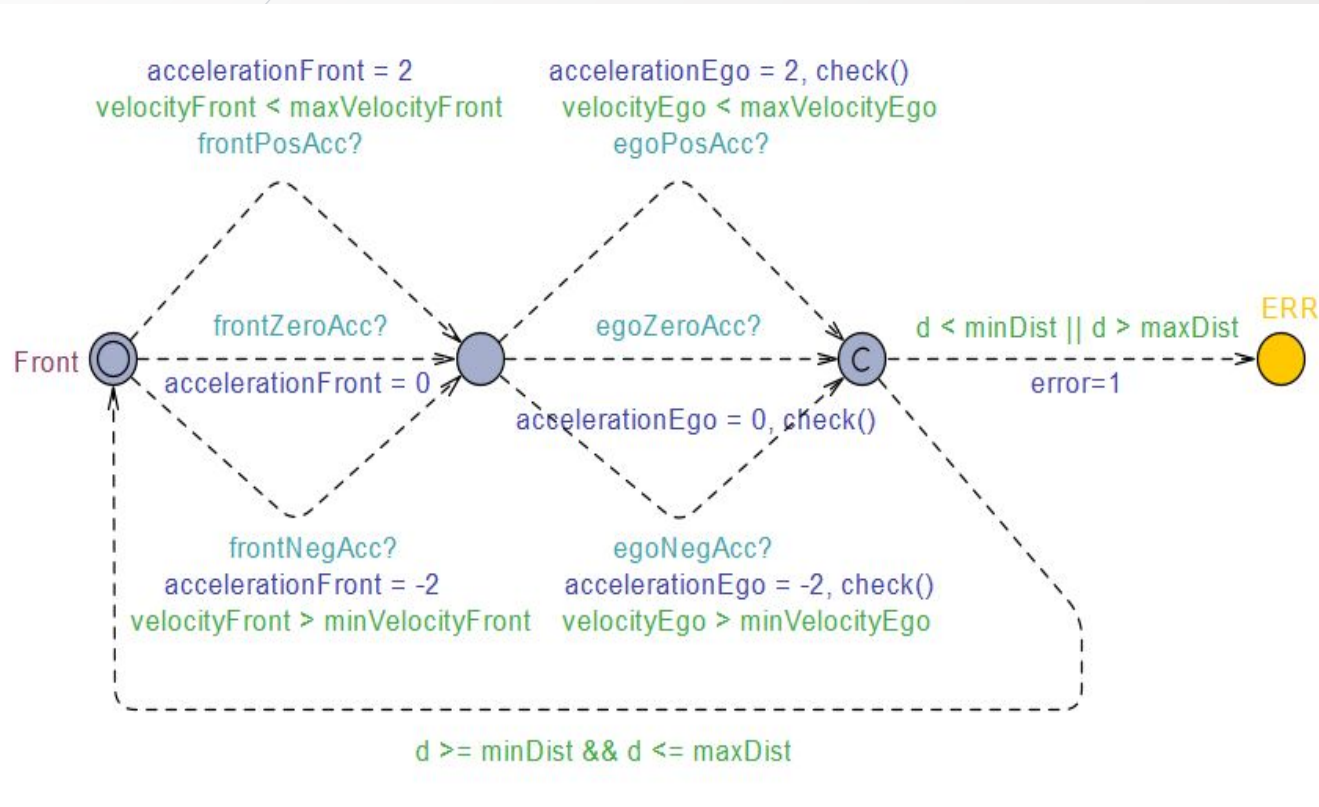 accelerationFront = 2
velocityFront < maxVelocityFront
frontPosAcc?
accelerationEgo = 2, check()
velocityEgo < maxVelocityEgo
egoPosAcc?
Front
frontZeroAcc?
accelerationFront = 0
egoZeroAcc?
accelerationEgo = 0, check()
C
d < minDist || d > maxDist
error=1
ERR
frontNegAcc?
accelerationFront = -2
velocityFront > minVelocityFront
egoNegAcc?
accelerationEgo = -2, check()
velocityEgo > minVelocityEgo
d >= minDist && d <= maxDist